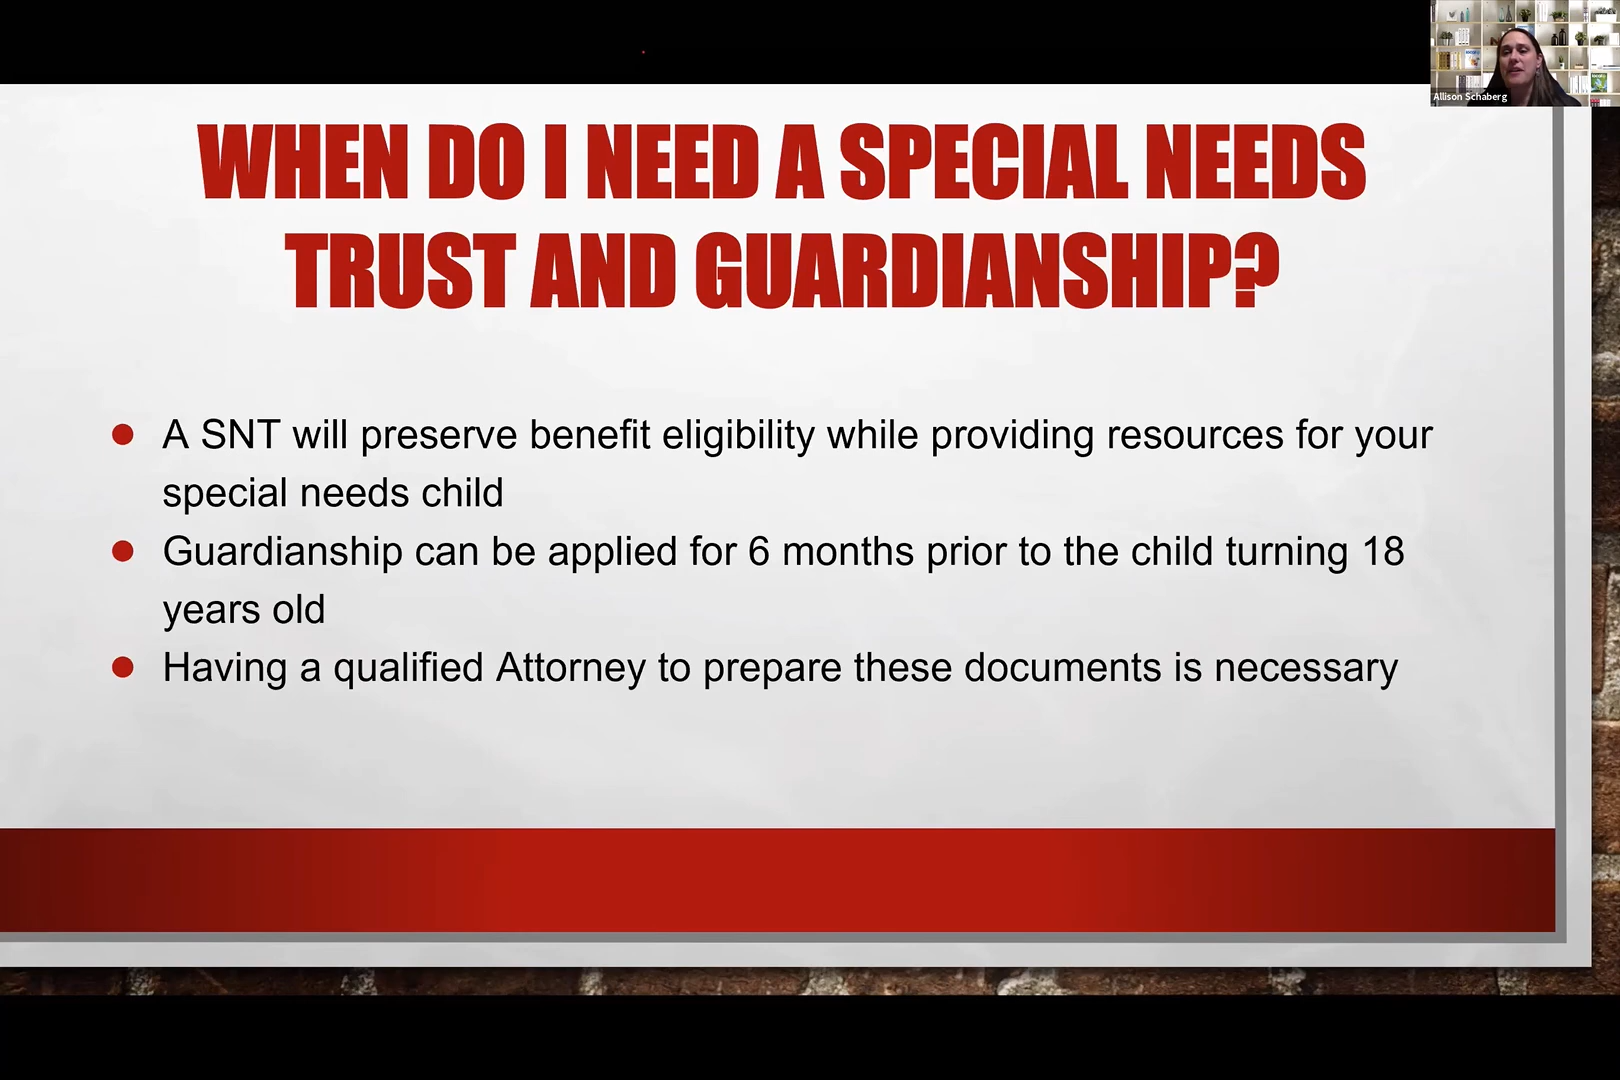 Allison Schaberg
WHEN DO I NEED A SPECIAL NEEDS
TRUST AND GUARDIANSHIP?
A SNT will preserve benefit eligibility while providing resources for your
special needs child
Guardianship can be applied for 6 months prior to the child turning 18
years old
Having a qualified Attorney to prepare these documents is necessary